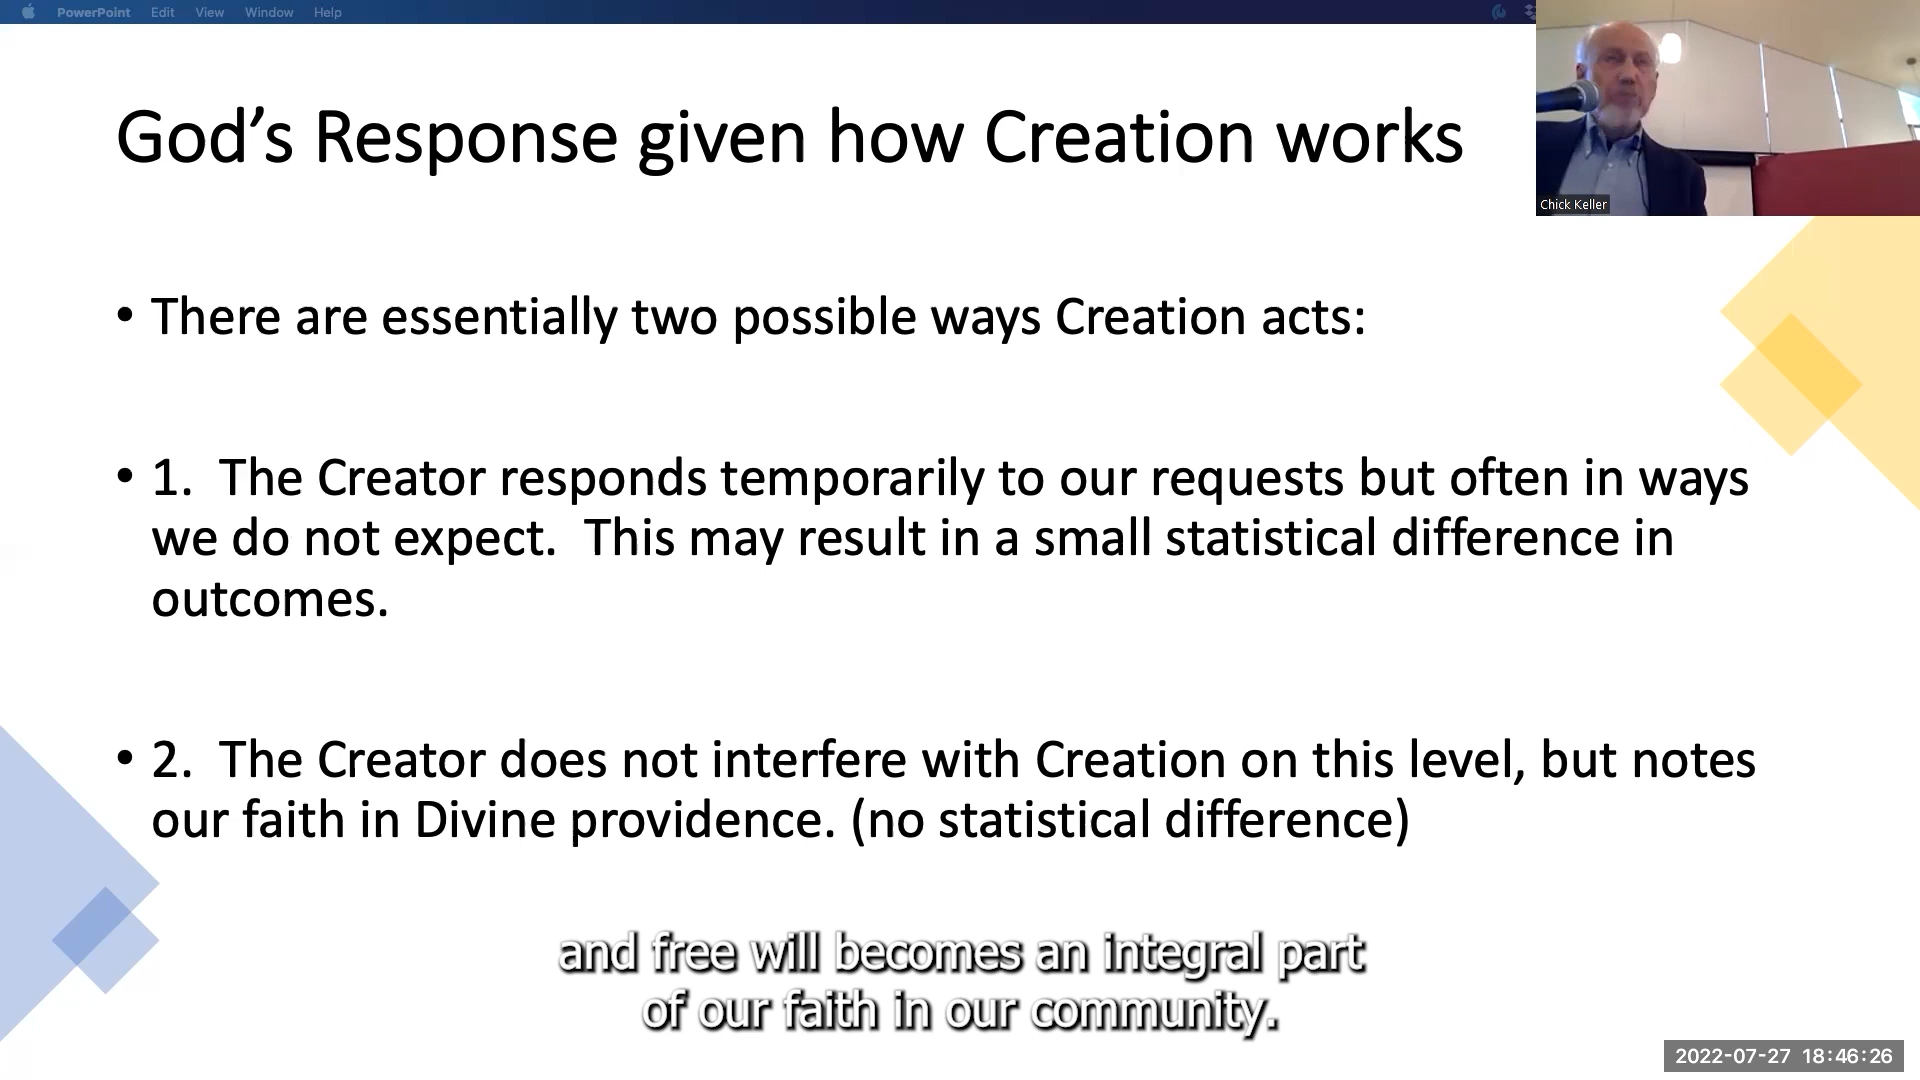 PowerPoint Edit View Window Help
God’s Response given how Creation works
Chick Keller
• There are essentially two possible ways Creation acts:
• 1.  The Creator responds temporarily to our requests but often in ways
we do not expect.  This may result in a small statistical difference in
outcomes.
• 2.  The Creator does not interfere with Creation on this level, but notes
our faith in Divine providence. (no statistical difference)
and free will becomes an integral part
of our faith in our community.
2022-07-27 18:46:26